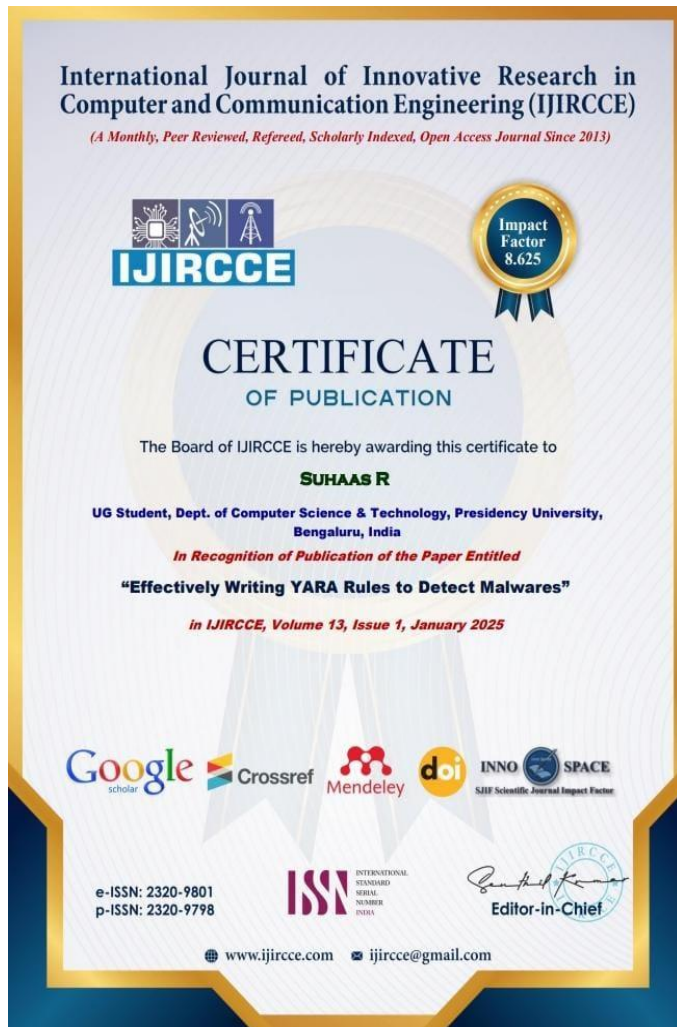 International Journal of Innovative Research in
Computer and Communication Engineering (IJIRCCE)
(A Monthly, Peer Reviewed, Refereed, Scholarly Indexed, Open Access Journal Since 2013)
IJIRCCE
Impact
Factor
8.625
CERTIFICATE
OF PUBLICATION
The Board of IJIRCCE is hereby awarding this certificate to
SUHAAS R
UG Student, Dept. of Computer Science & Technology, Presidency University,
Bengaluru, India
In Recognition of Publication of the Paper Entitled
“Effectively Writing YARA Rules to Detect Malwares”
in IJIRCCE, Volume 13, Issue 1, January 2025
Google
scholar
Crossref
Mendeley
doi
INNO SPACE
SJIF Scientific Journal Impact Factor
e-ISSN: 2320-9801
p-ISSN: 2320-9798
ISSN
INTERNATIONAL
STANDARD
SERIAL
NUMBER
INDIA
Senthil Kumar
IJIRCCE
IJIRCCE
Editor-in-Chief
www.ijircce.com ijircce@gmail.com